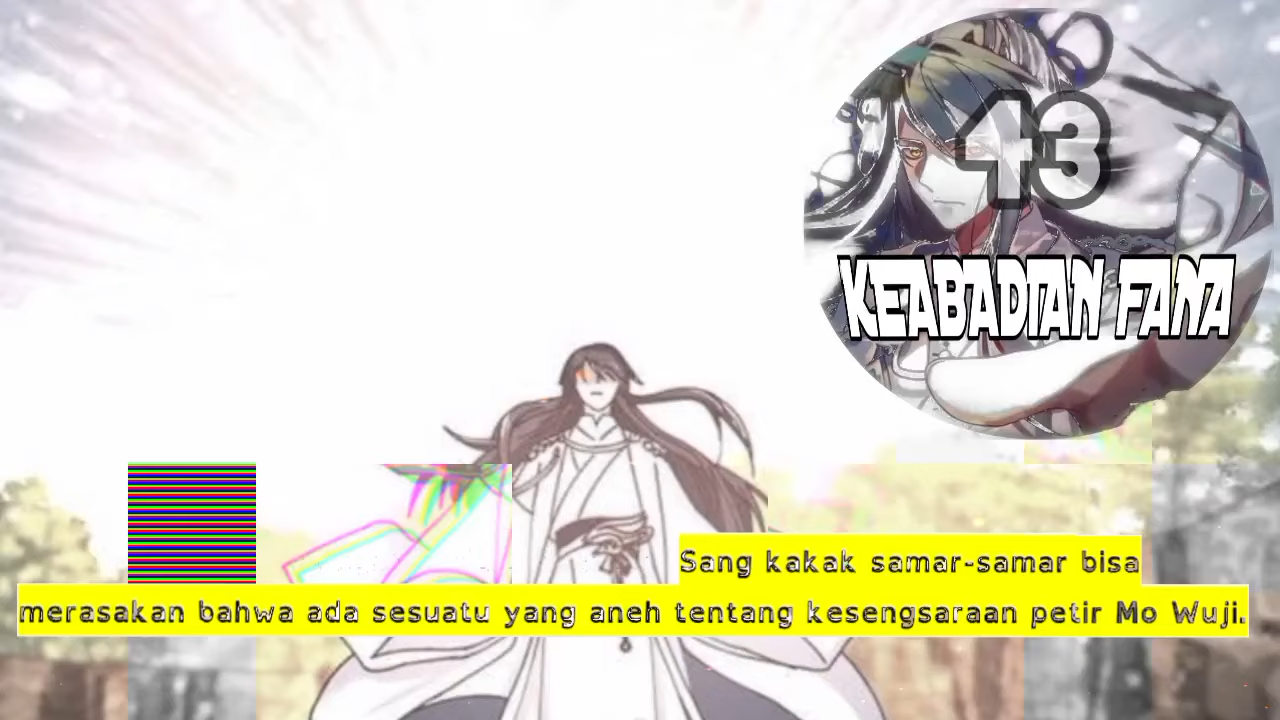 43
KEABADIAN FANA
Sang kakak samar-samar bisa
merasakan bahwa ada sesuatu yang aneh tentang kesengsaraan petir Mo Wuji.